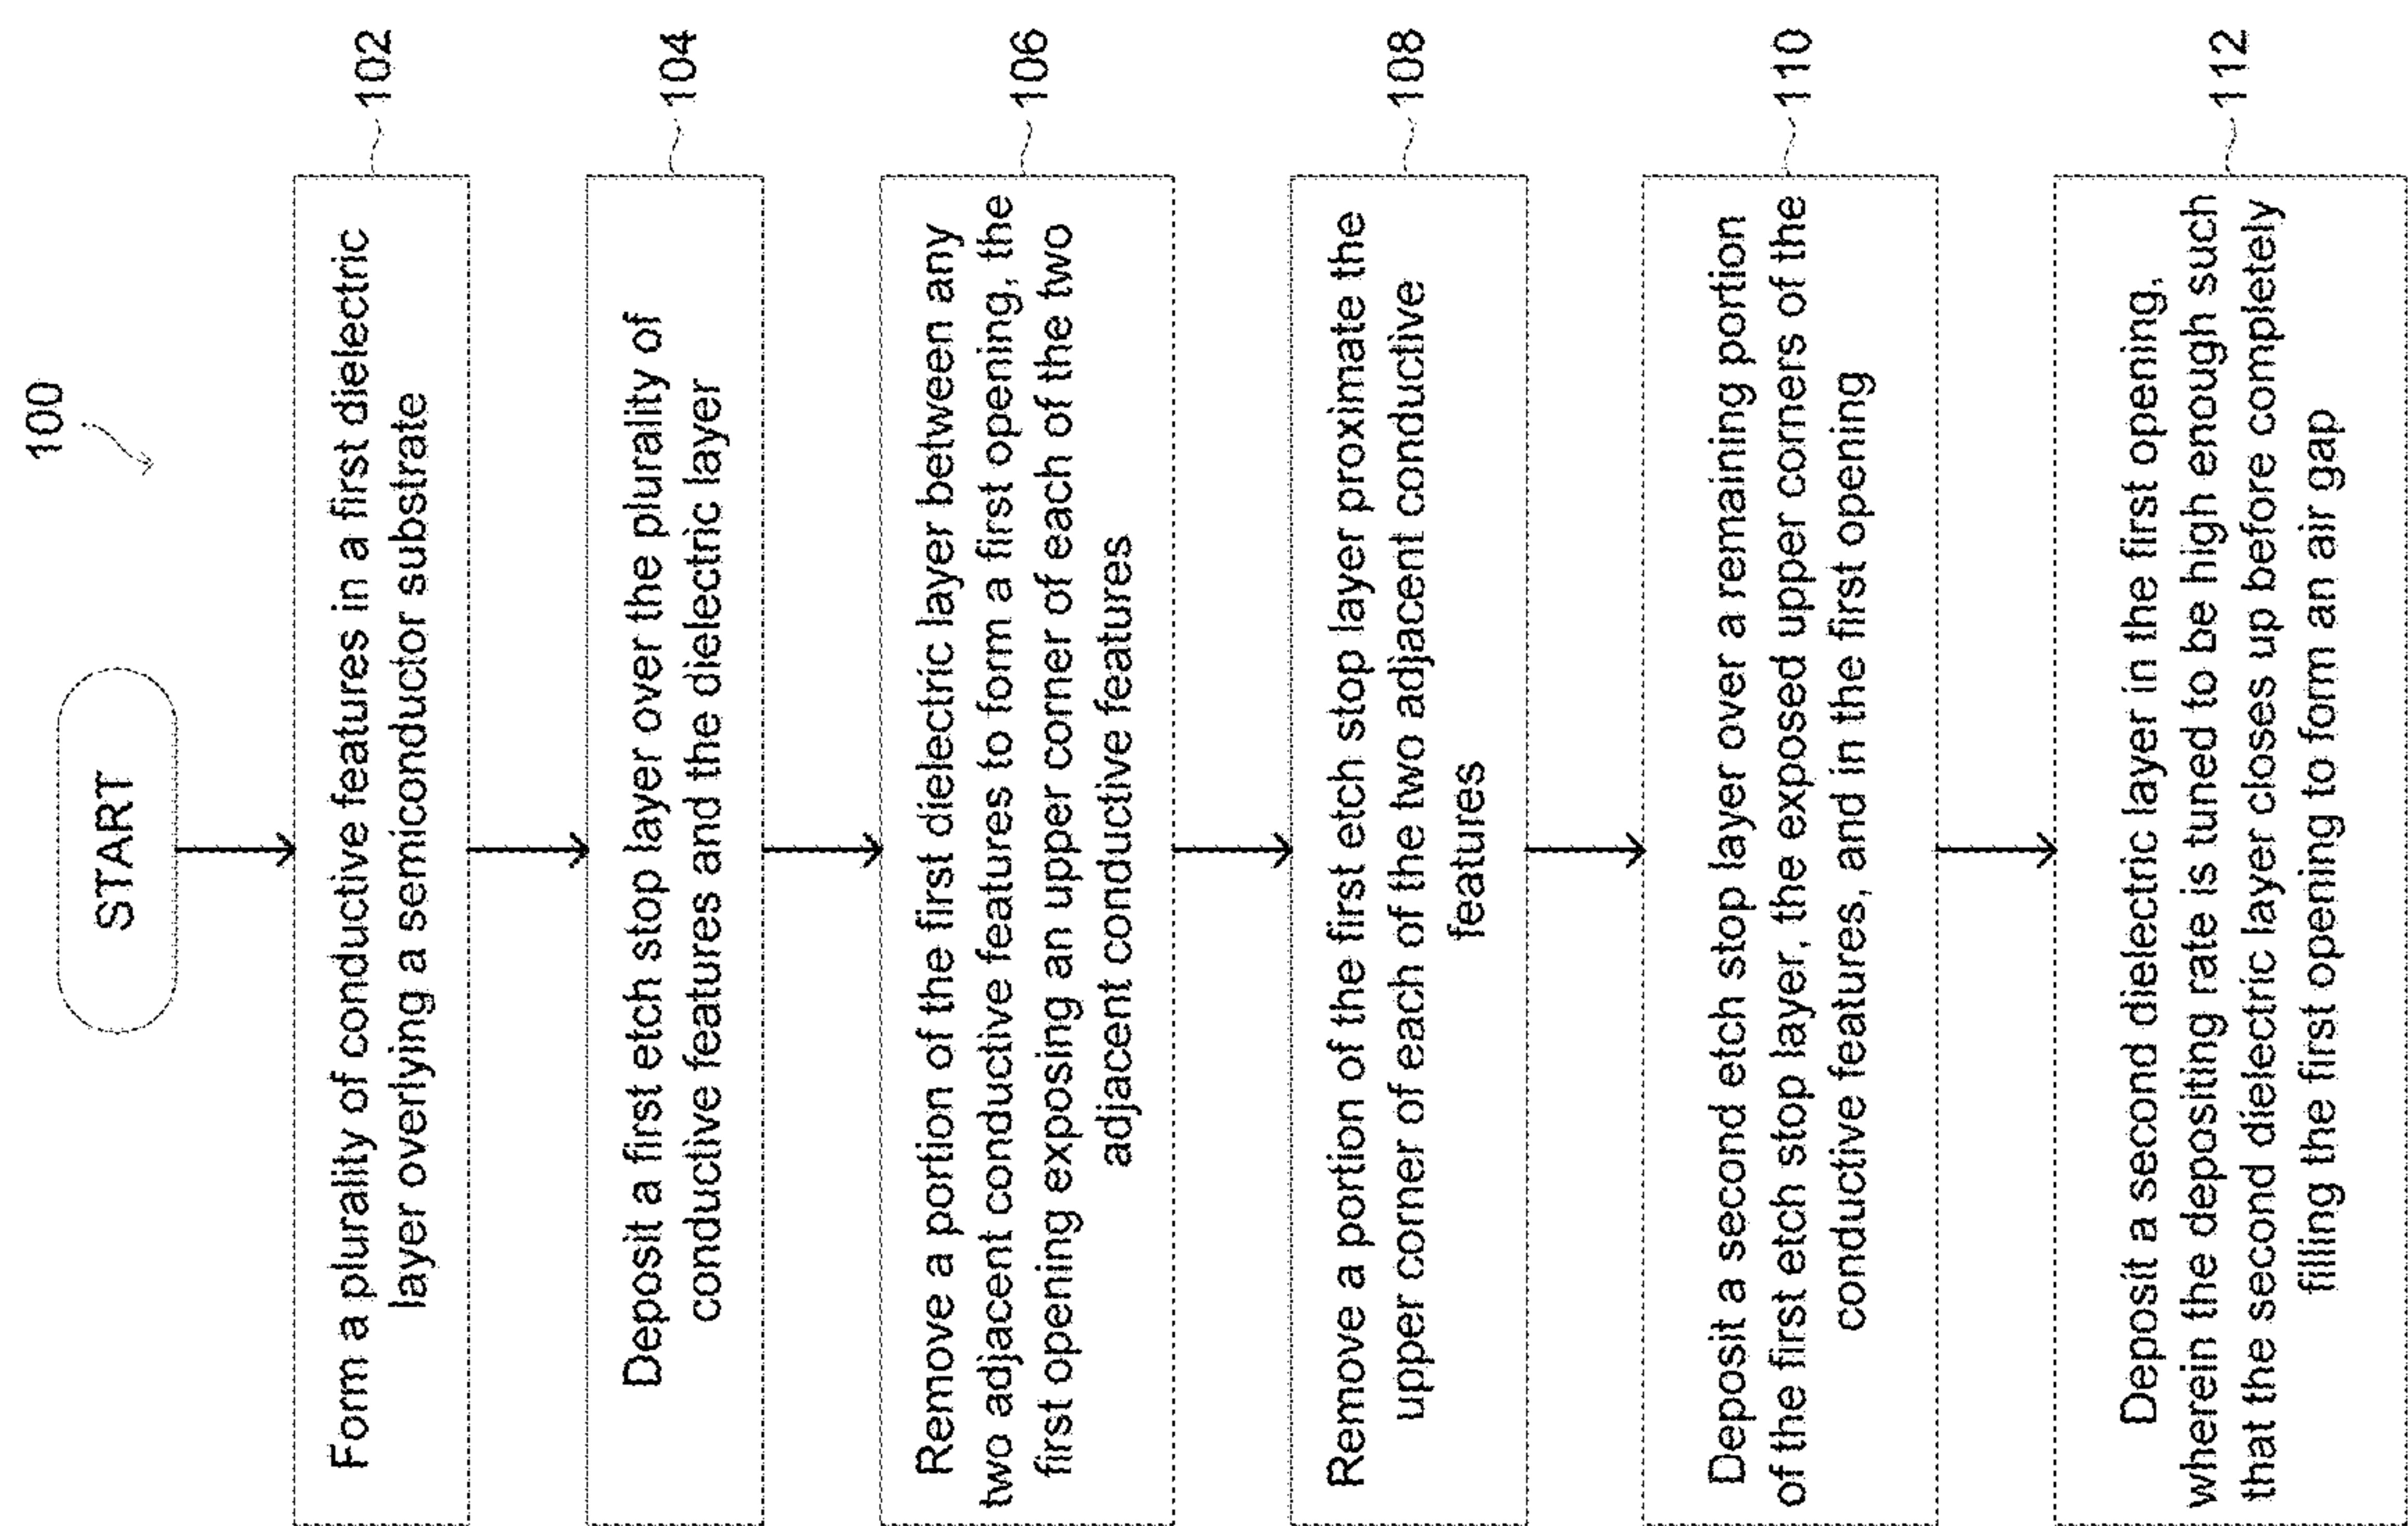 100
START
Form a plurality of conductive features in a first dielectric
layer overlying a semiconductor substrate
102
Deposit a first etch stop layer over the plurality of
conductive features and the dielectric layer
104
Remove a portion of the first dielectric layer between any
two adjacent conductive features to form a first opening, the
first opening exposing an upper corner of each of the two
adjacent conductive features
106
Remove a portion of the first etch stop layer proximate the
upper corner of each of the two adjacent conductive
features
108
Deposit a second etch stop layer over a remaining portion
of the first etch stop layer, the exposed upper corners of the
conductive features, and in the first opening
110
Deposit a second dielectric layer in the first opening,
wherein the depositing rate is tuned to be high enough such
that the second dielectric layer closes up before completely
filling the first opening to form an air gap
112